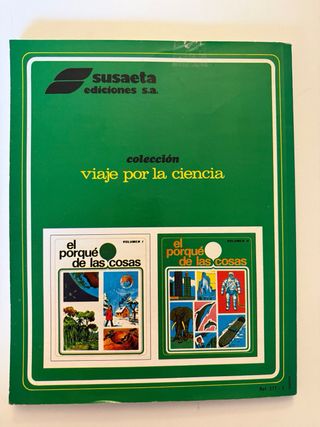 susaeta
ediciones s.a.
colección
viaje por la ciencia
el
porqué
de las cosas
VOLUMEN I
el
porqué
de las cosas
VOLUMEN II